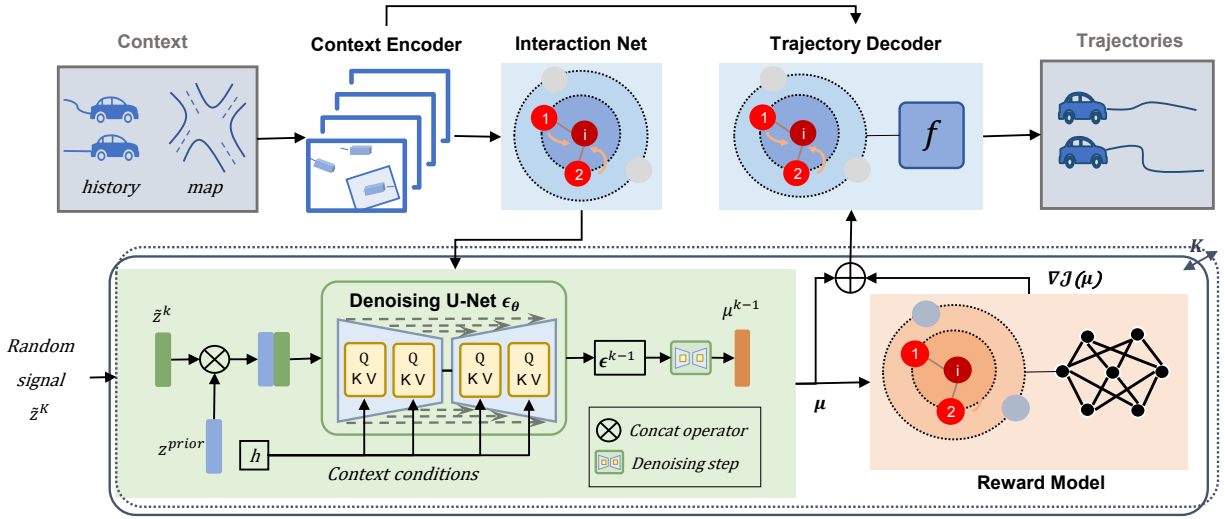 Context
Context Encoder
Interaction Net
Trajectory Decoder
Trajectories
history
map
1
i
2
1
i
2
f
K
Random
signal
z̃^K
z̃^k
z^prior
h
Denoising U-Net ϵ_θ
Q
K V
Q
K V
Q
K V
Q
K V
Context conditions
ϵ^{k−1}
μ^{k−1}
Concat operator
Denoising step
μ
∇𝒥(μ)
1
i
2
Reward Model